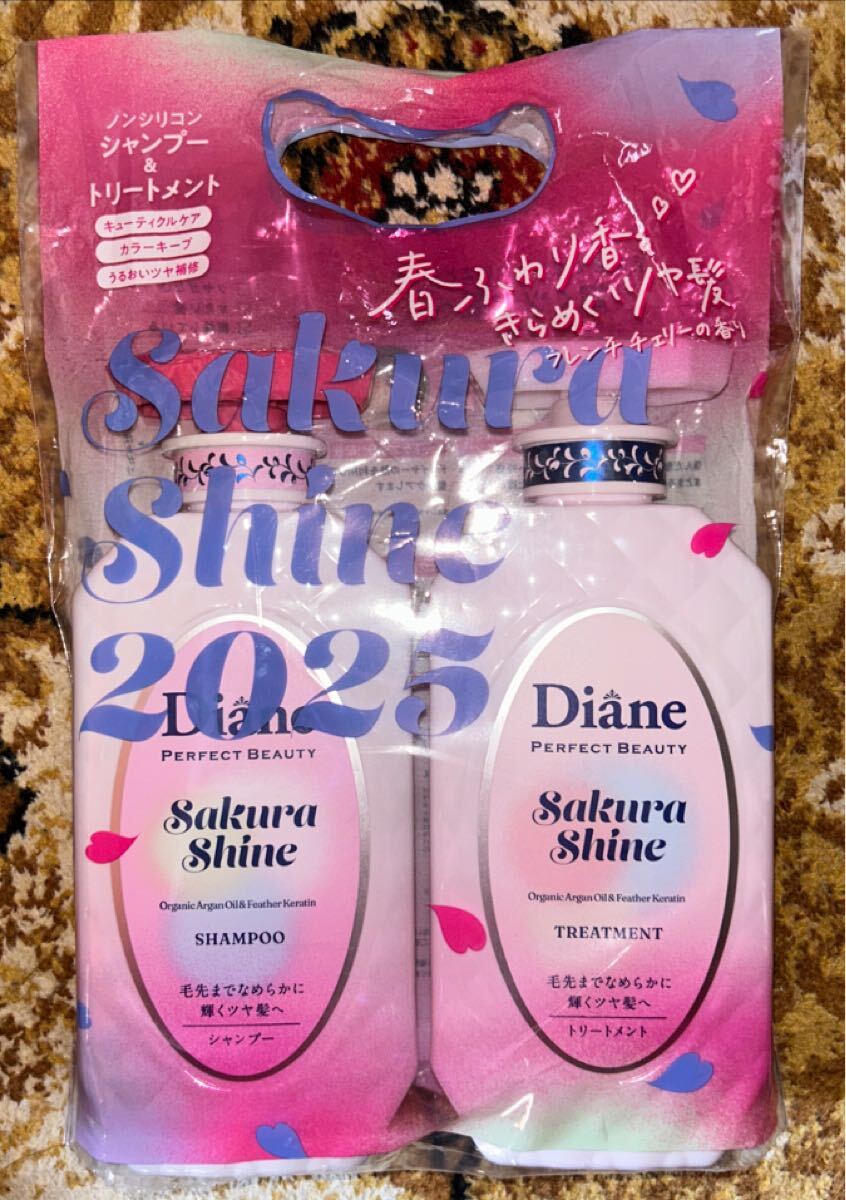 ノンシリコン
シャンプー
&
トリートメント
キューティクルケア
カラーキープ
うるおいツヤ補修
春ふわり香る
きらめくツヤ髪
フレンチチェリーの香り
Sakura
Shine
2025
Diane
PERFECT BEAUTY
Sakura
Shine
Organic Argan Oil & Feather Keratin
SHAMPOO
毛先までなめらかに
輝くツヤ髪へ
シャンプー
Diane
PERFECT BEAUTY
Sakura
Shine
Organic Argan Oil & Feather Keratin
TREATMENT
毛先までなめらかに
輝くツヤ髪へ
トリートメント